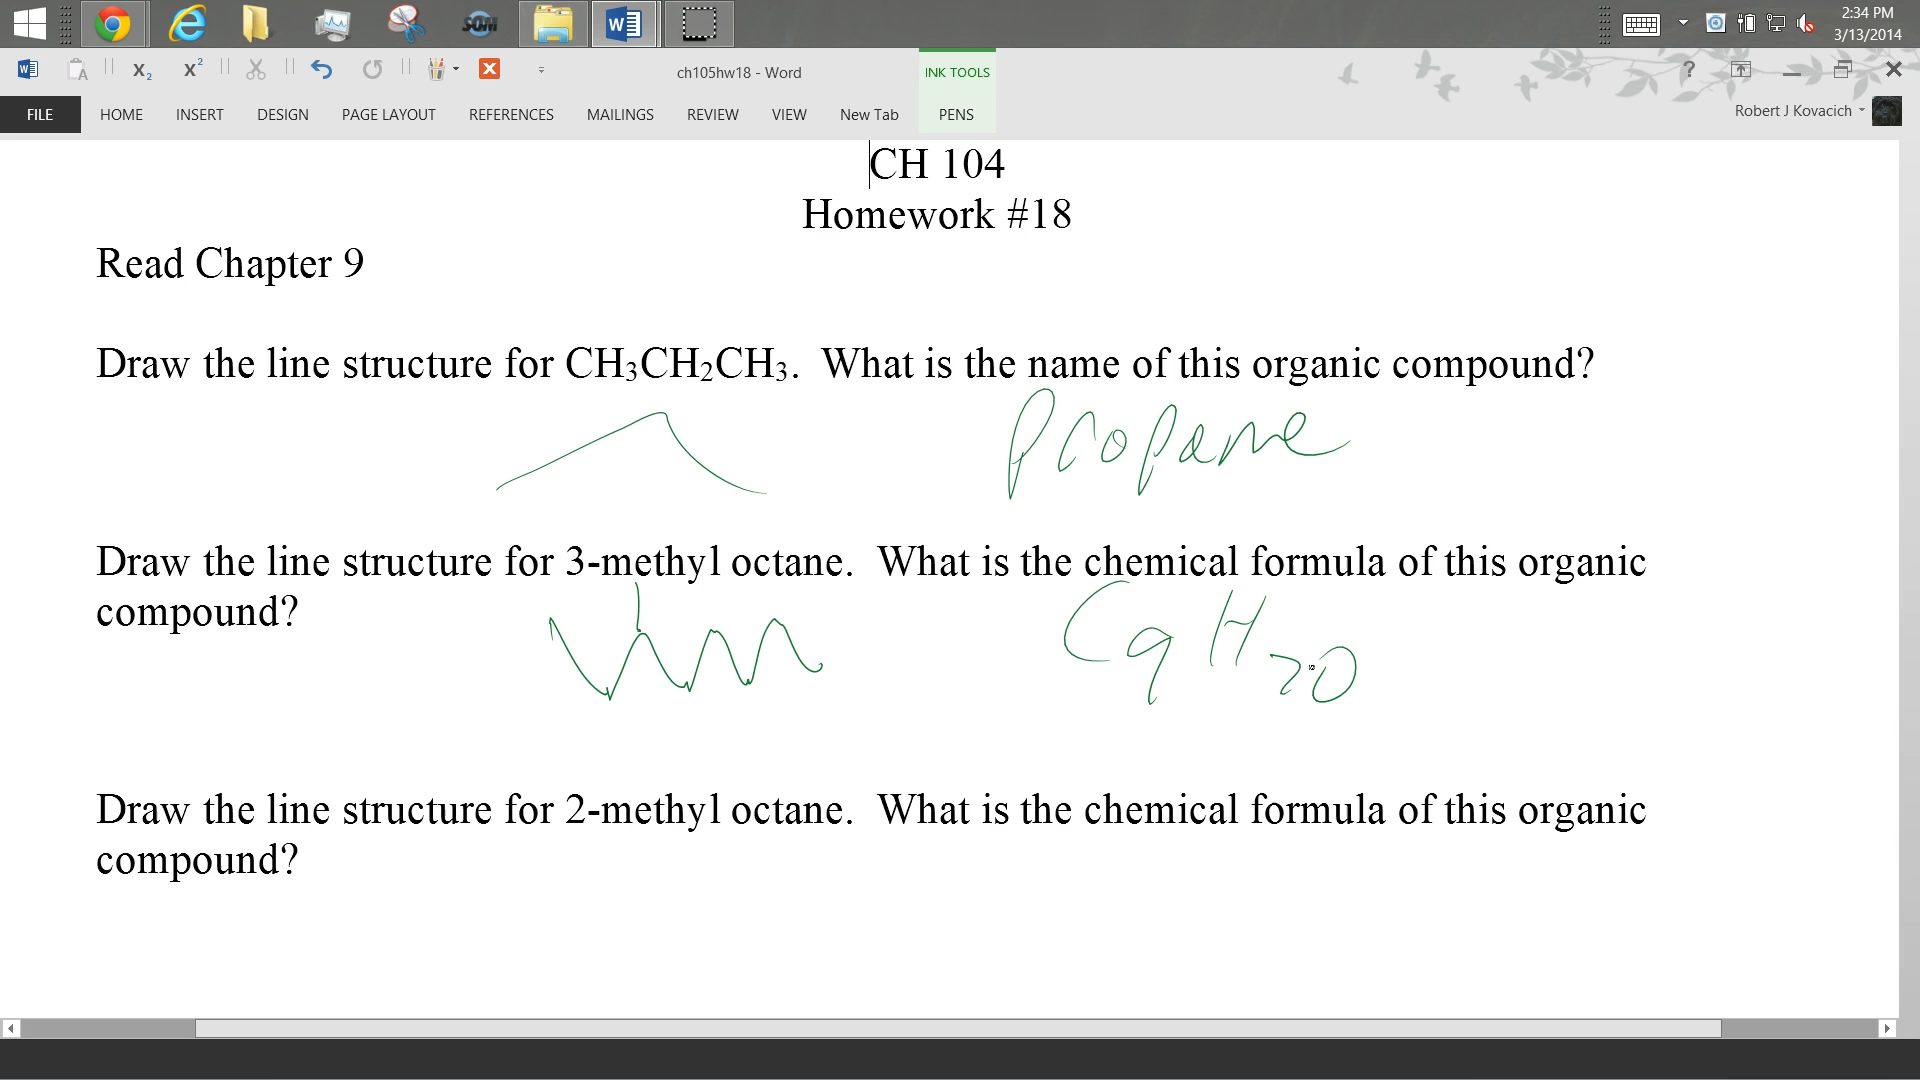 2:34 PM
3/13/2014
ch105hw18 - Word
INK TOOLS
FILE HOME INSERT DESIGN PAGE LAYOUT REFERENCES MAILINGS REVIEW VIEW New Tab PENS
Robert J Kovacich
CH 104
Homework #18
Read Chapter 9
Draw the line structure for CH₃CH₂CH₃. What is the name of this organic compound?
Propane
Draw the line structure for 3-methyl octane. What is the chemical formula of this organic
compound?
C₉H₂₀
Draw the line structure for 2-methyl octane. What is the chemical formula of this organic
compound?